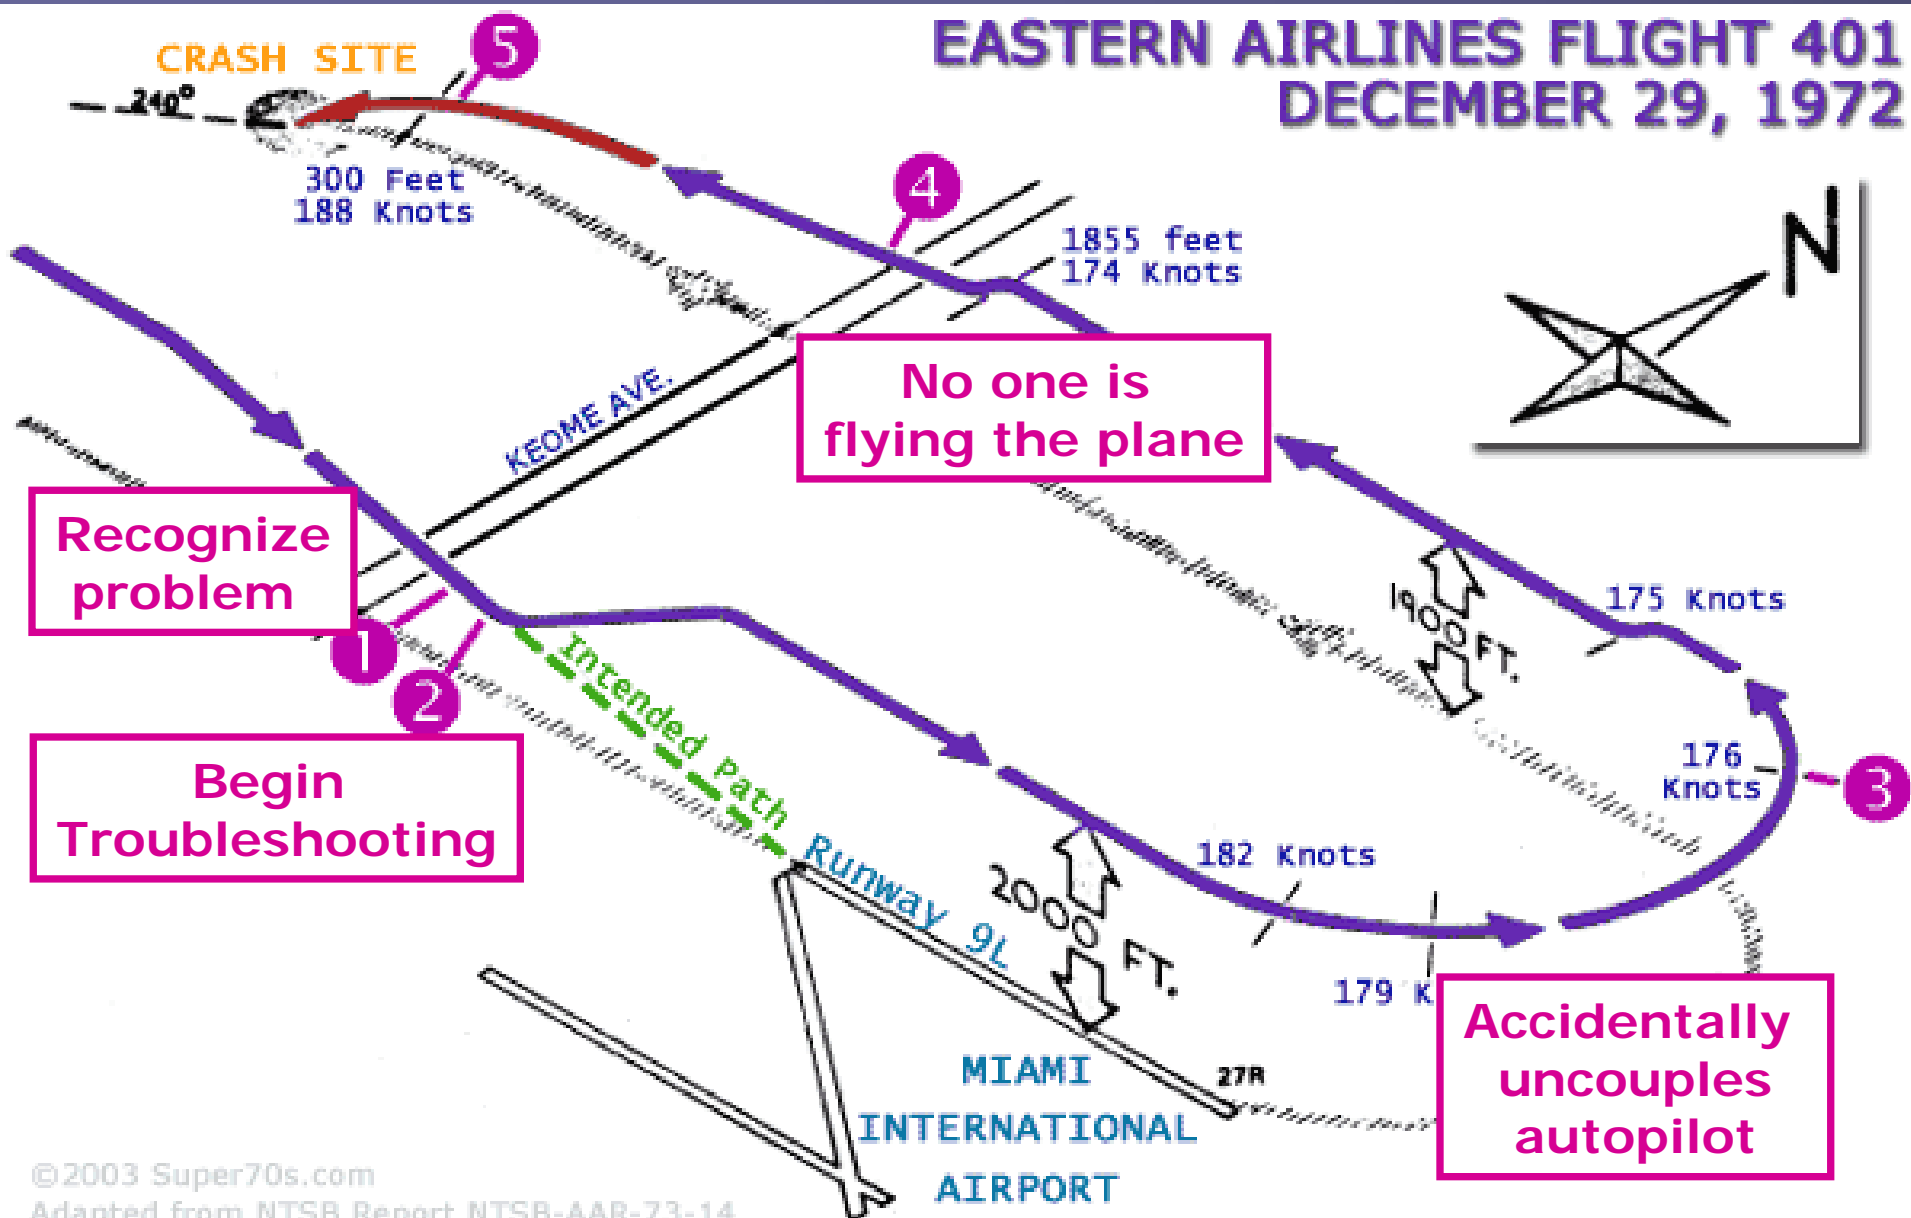 EASTERN AIRLINES FLIGHT 401
DECEMBER 29, 1972
CRASH SITE
5
240°
300 Feet
188 Knots
4
1855 feet
174 Knots
N
KEOME AVE.
No one is
flying the plane
Recognize
problem
1
2
Begin
Troubleshooting
Intended Path
Runway 9L
1900 FT.
175 Knots
176
Knots
3
182 Knots
2000 FT.
179 K
Accidentally
uncouples
autopilot
27R
MIAMI
INTERNATIONAL
AIRPORT
©2003 Super70s.com
Adapted from NTSB Report NTSB-AAR-73-14